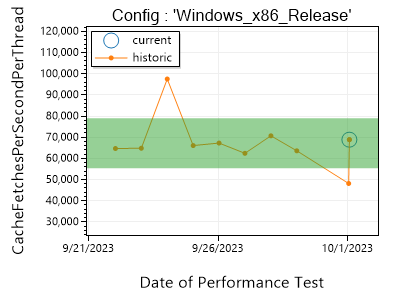 Config : 'Windows_x86_Release'
CacheFetchesPerSecondPerThread
120,000
110,000
100,000
90,000
80,000
70,000
60,000
50,000
40,000
30,000
current
historic
9/21/2023
9/26/2023
10/1/2023
Date of Performance Test